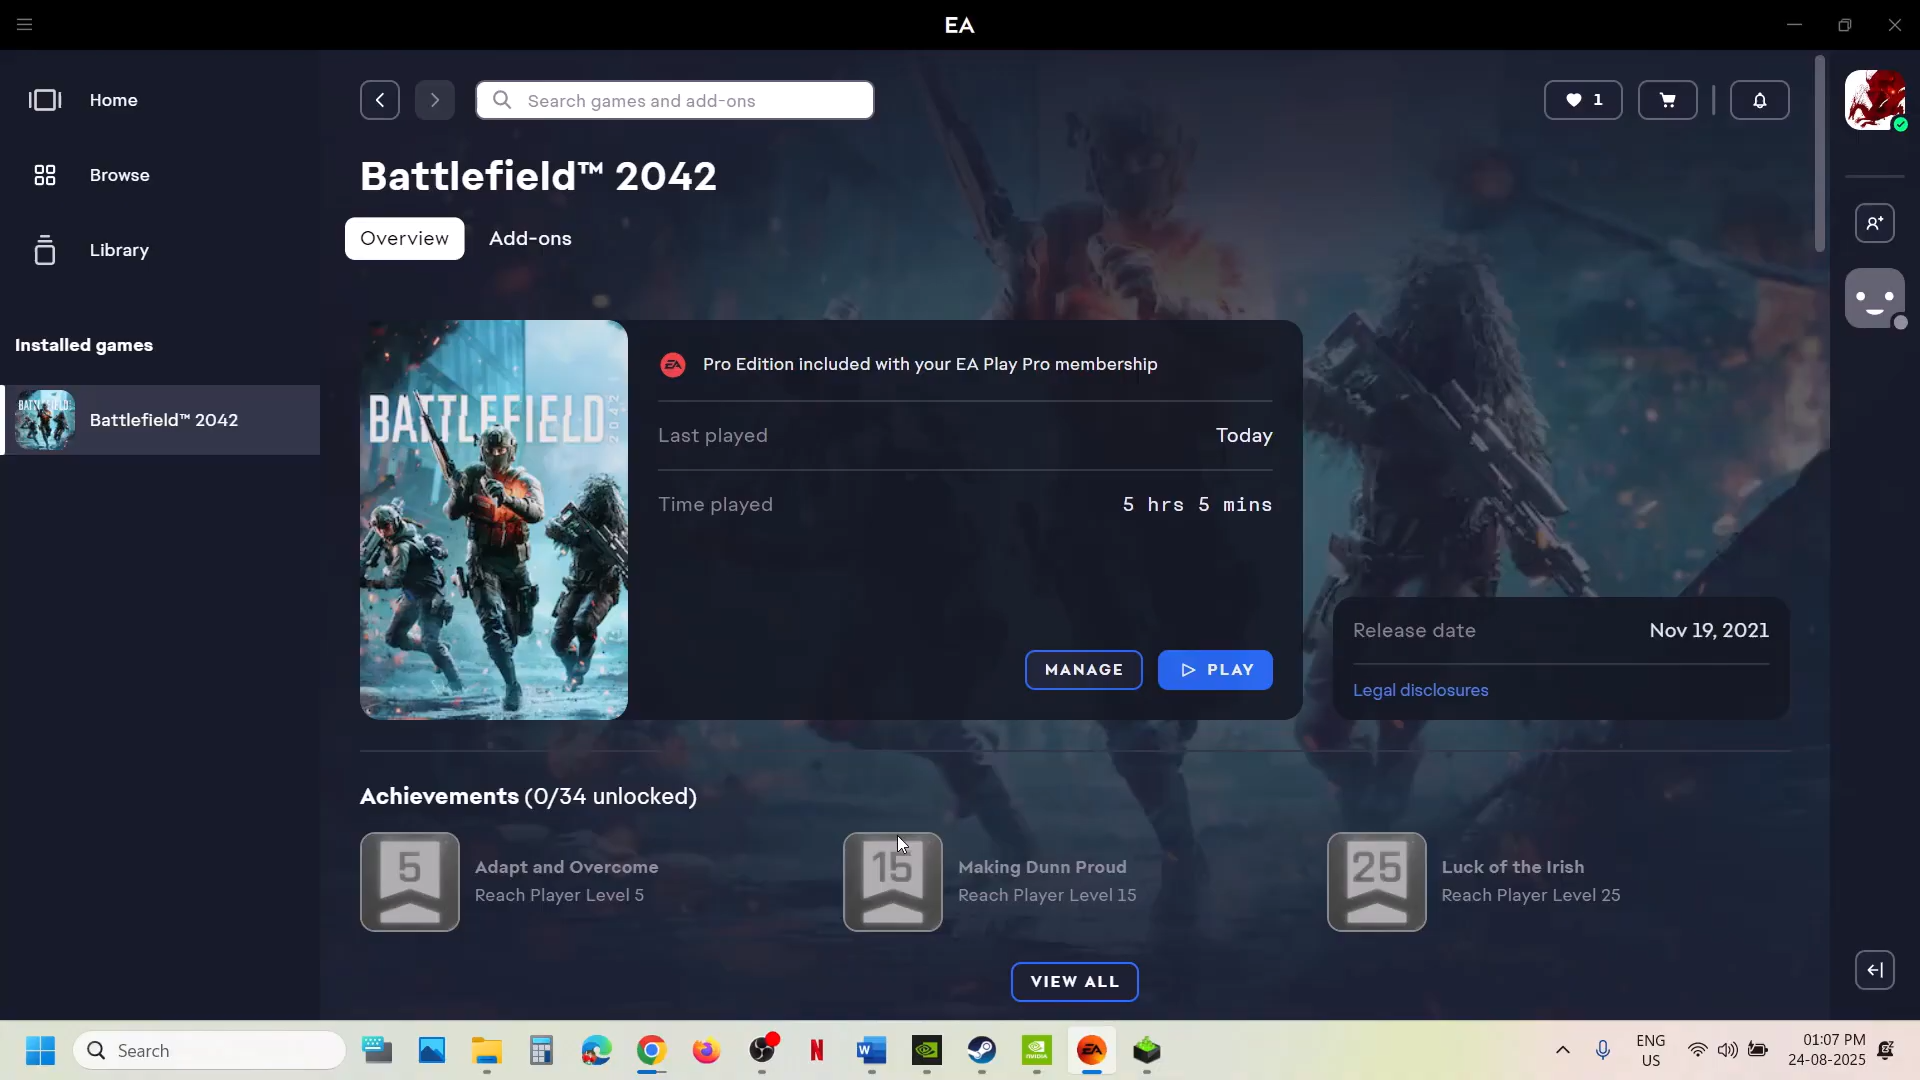 EA
Home
Browse
Library
Installed games
BATTLEFIELD
Battlefield™ 2042
Search games and add-ons
1
Battlefield™ 2042
Overview
Add-ons
BATTLEFIELD 2042
EA
Pro Edition included with your EA Play Pro membership
Last played
Today
Time played
5 hrs 5 mins
MANAGE
PLAY
Release date
Nov 19, 2021
Legal disclosures
Achievements (0/34 unlocked)
5
Adapt and Overcome
Reach Player Level 5
15
Making Dunn Proud
Reach Player Level 15
25
Luck of the Irish
Reach Player Level 25
VIEW ALL
Search
N
W
NVIDIA
EA
ENG
US
01:07 PM
24-08-2025